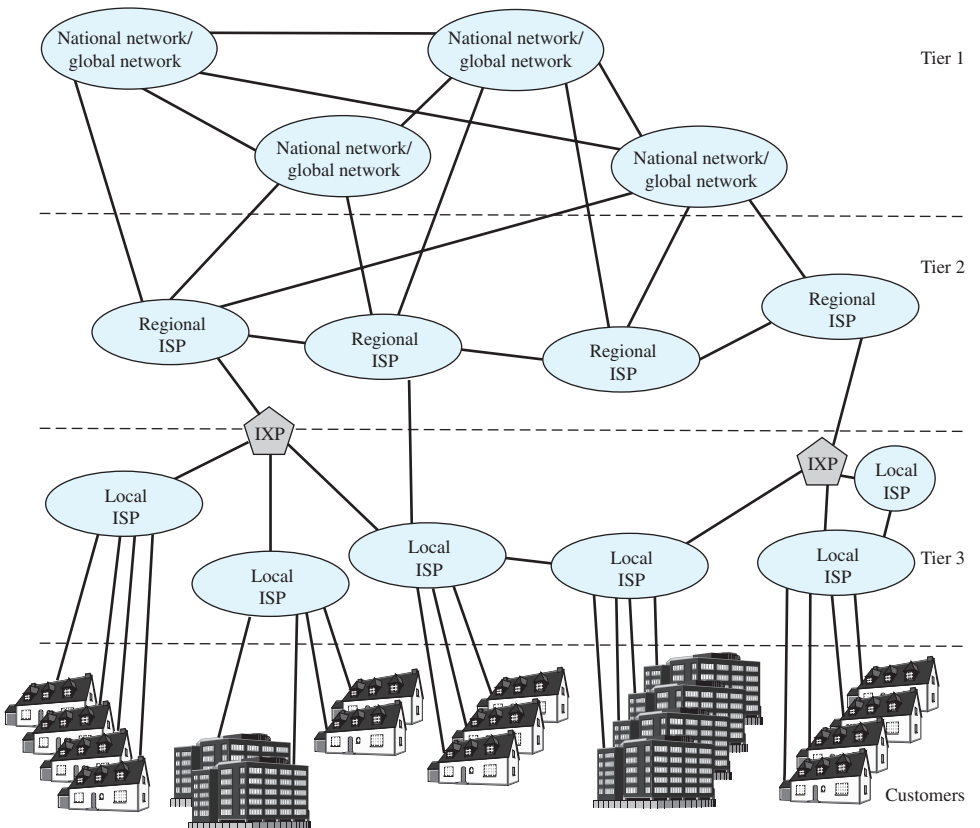 National network/
global network
National network/
global network
Tier 1
National network/
global network
National network/
global network
Tier 2
Regional
ISP
Regional
ISP
Regional
ISP
Regional
ISP
IXP
IXP
Local
ISP
Local
ISP
Local
ISP
Local
ISP
Local
ISP
Local
ISP
Tier 3
Customers